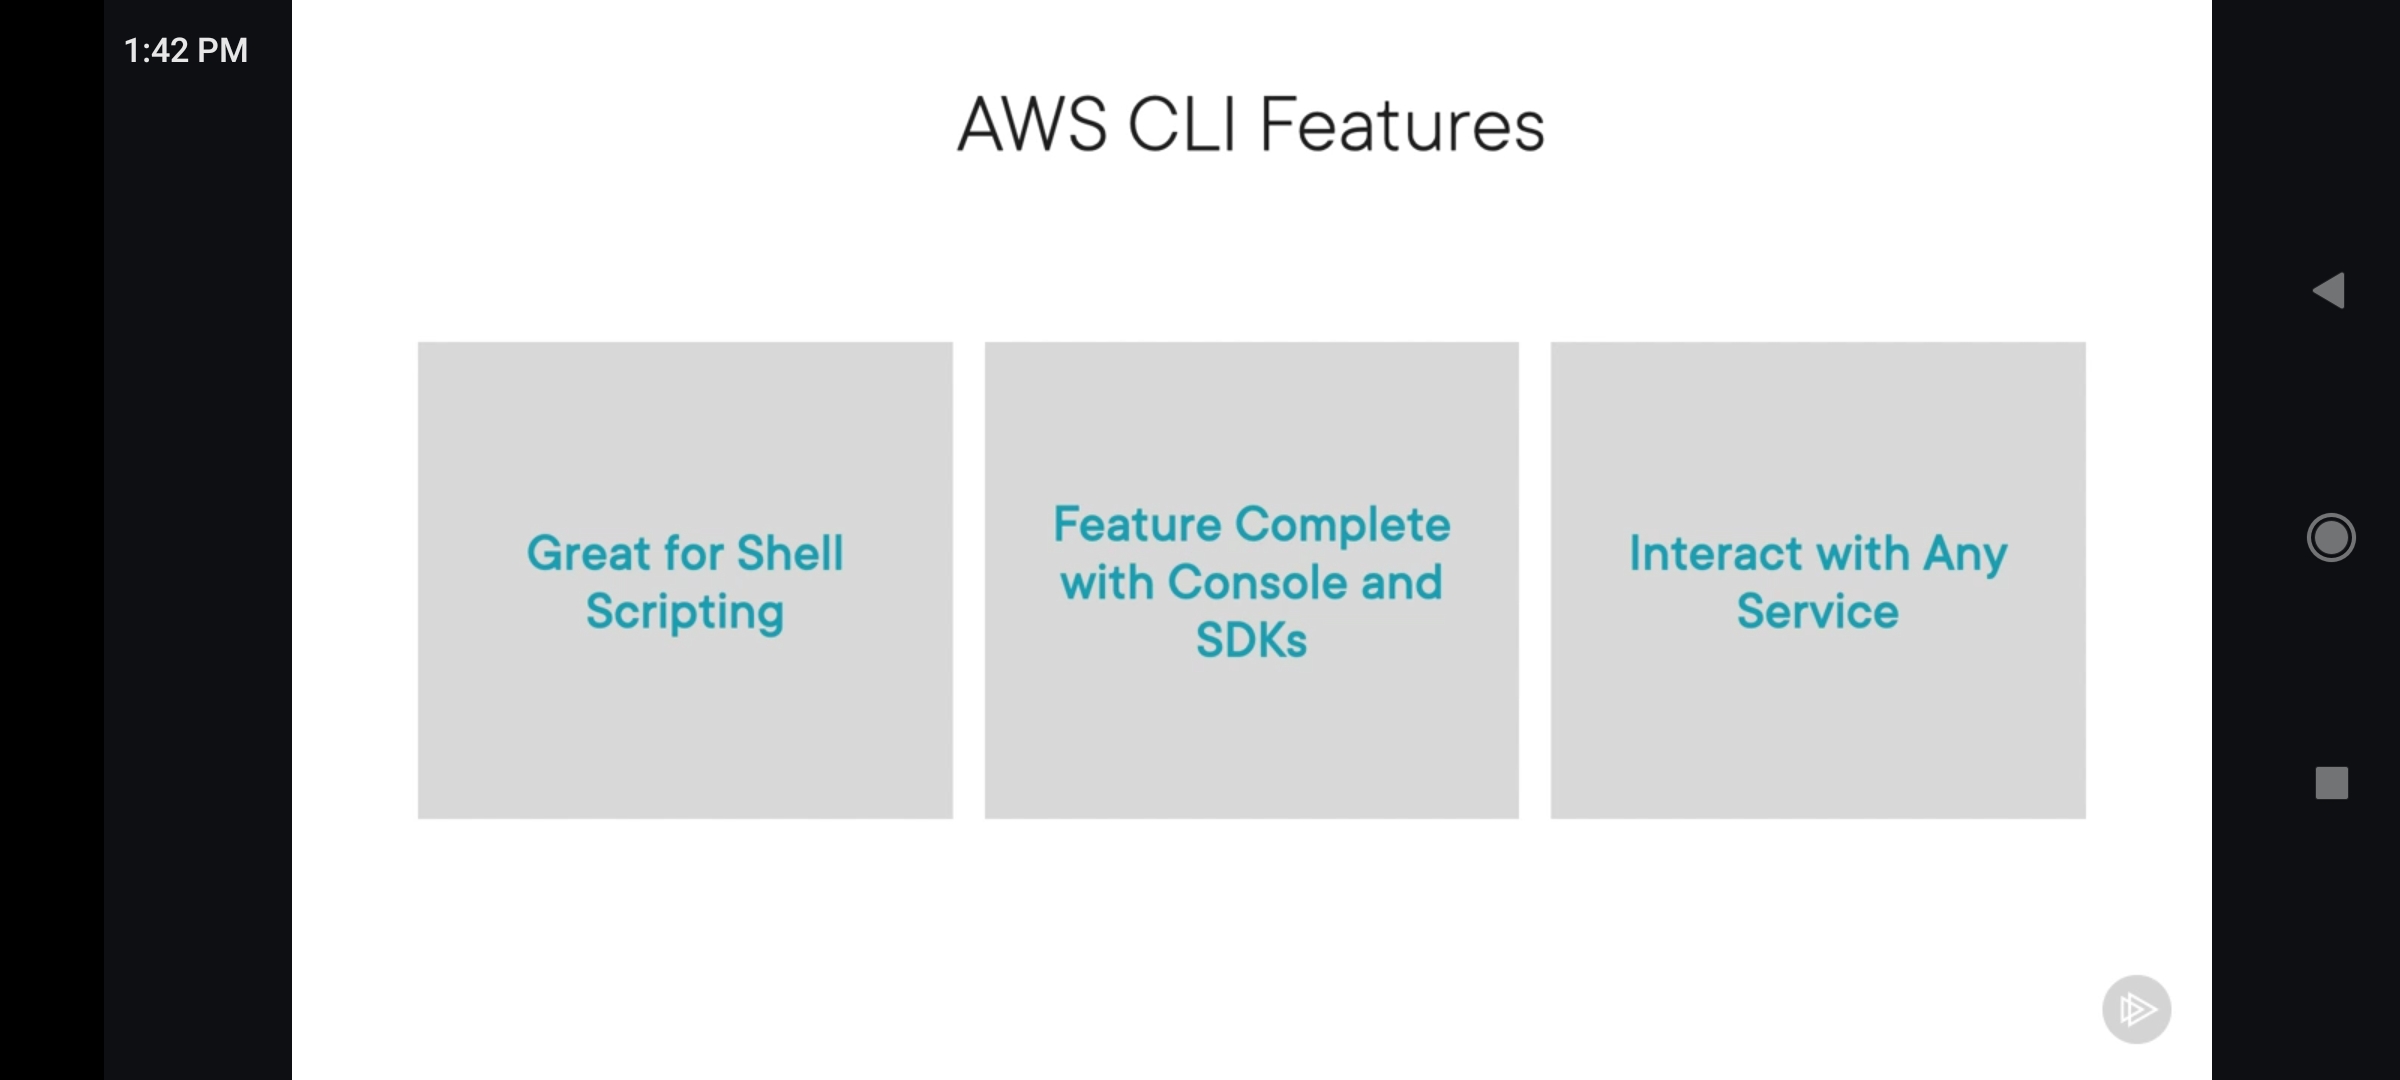 1:42 PM
AWS CLI Features
Great for Shell
Scripting
Feature Complete
with Console and
SDKs
Interact with Any
Service